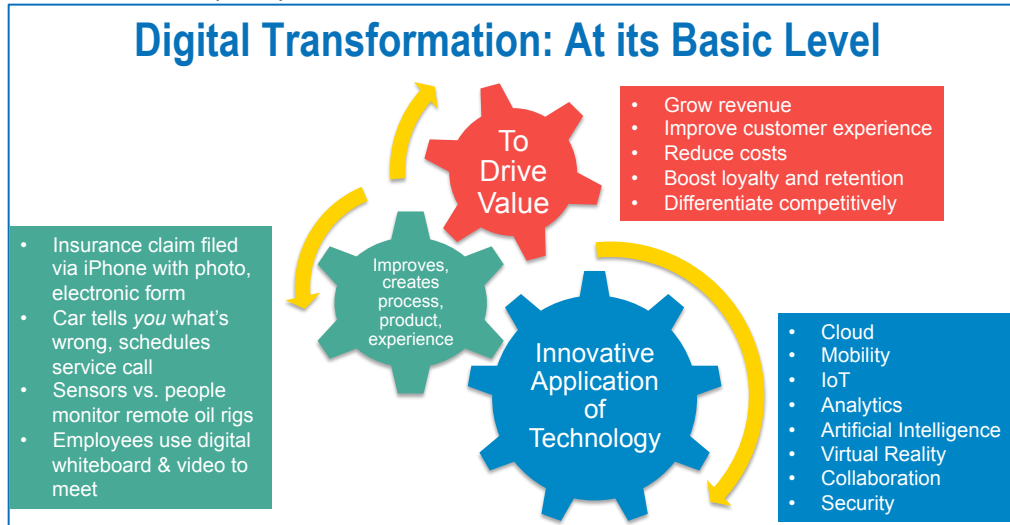 Digital Transformation: At its Basic Level
To
Drive
Value
• Grow revenue
• Improve customer experience
• Reduce costs
• Boost loyalty and retention
• Differentiate competitively
• Insurance claim filed
via iPhone with photo,
electronic form
• Car tells you what's
wrong, schedules
service call
• Sensors vs. people
monitor remote oil rigs
• Employees use digital
whiteboard & video to
meet
Improves,
creates
process,
product,
experience
Innovative
Application
of
Technology
• Cloud
• Mobility
• IoT
• Analytics
• Artificial Intelligence
• Virtual Reality
• Collaboration
• Security